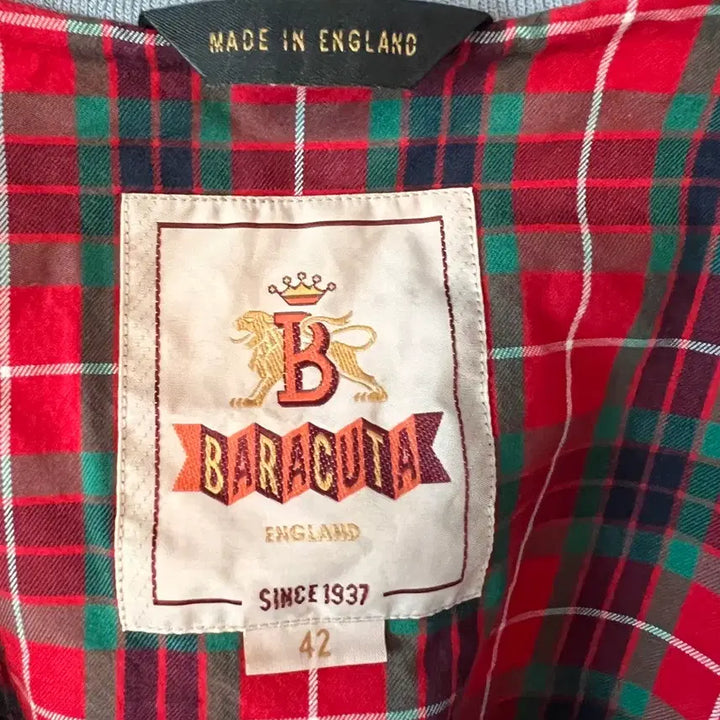 MADE IN ENGLAND
B
BARACUTA
ENGLAND
SINCE 1937
42